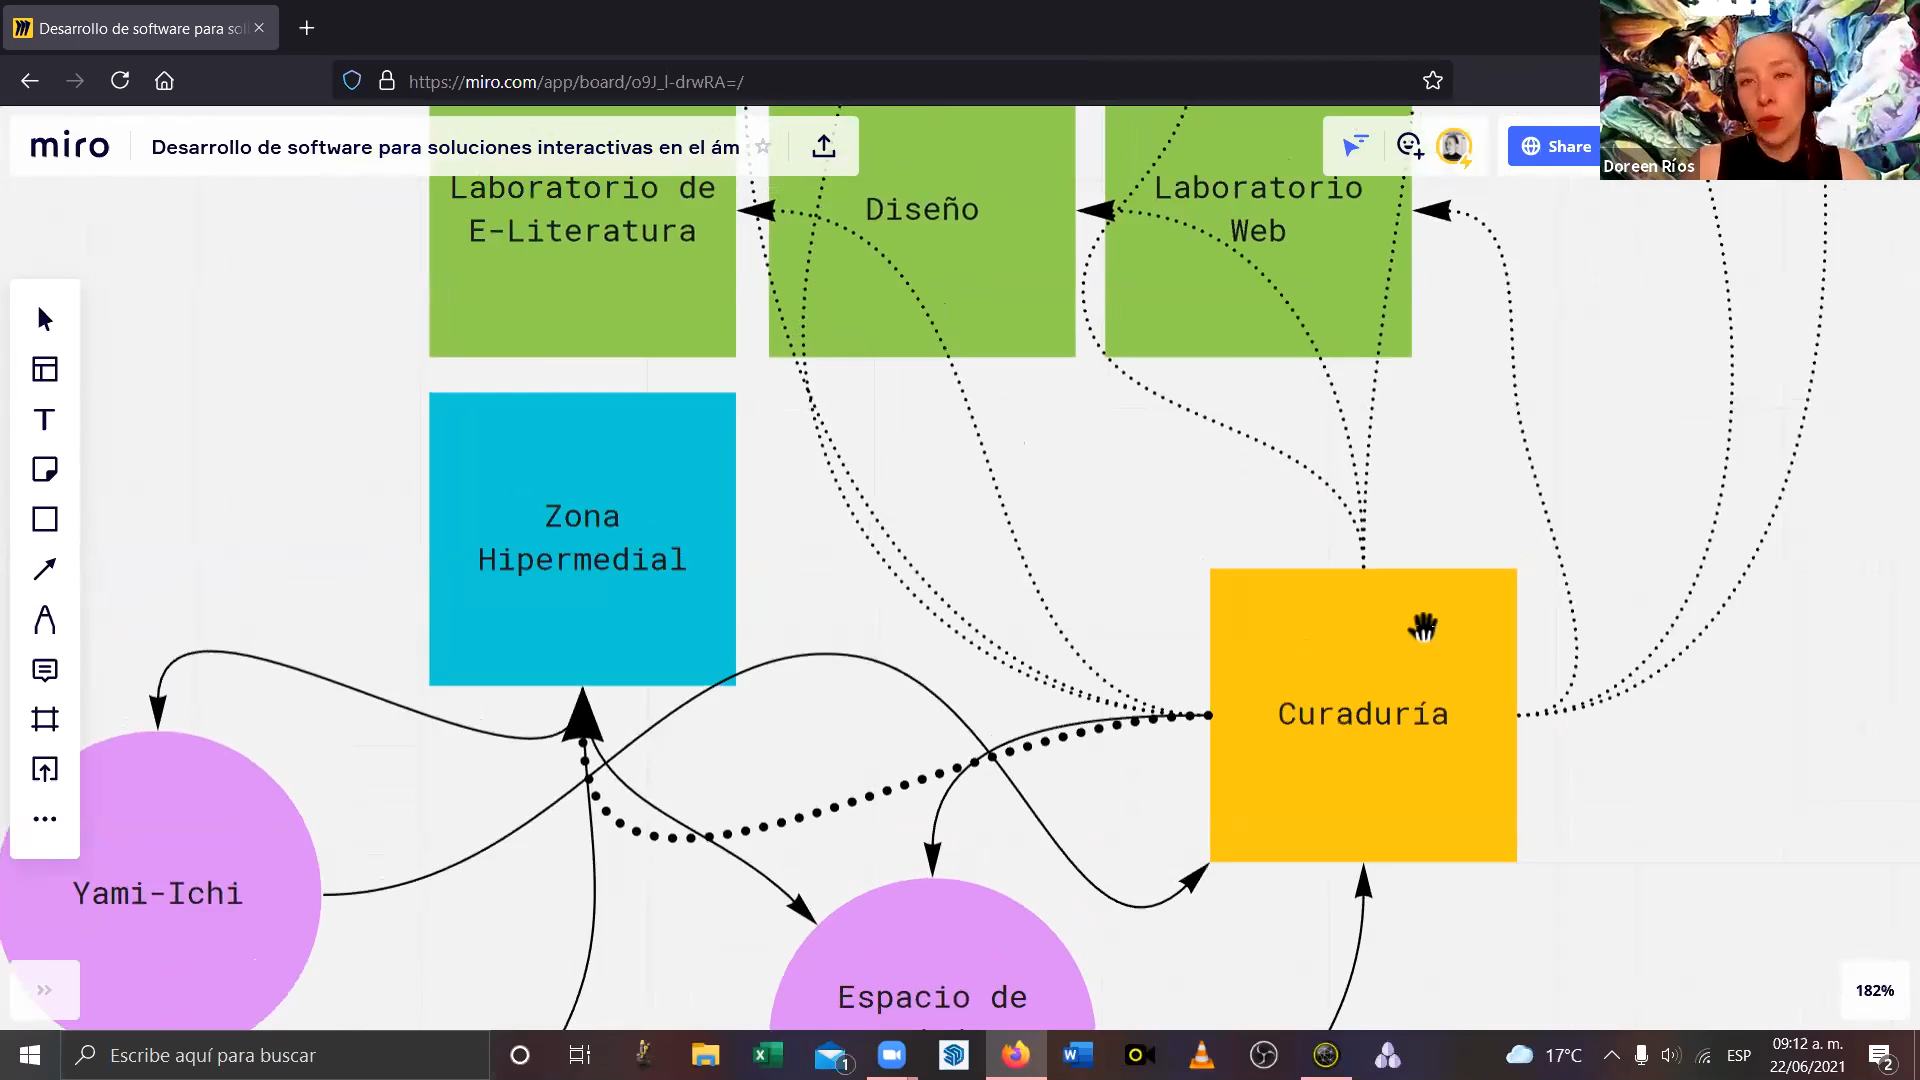 Desarrollo de software para sol
https://miro.com/app/board/o9J_l-drwRA=/
Doreen Ríos
miro
Desarrollo de software para soluciones interactivas en el ám
Share
Laboratorio de
E-Literatura
Diseño
Laboratorio
Web
Zona
Hipermedial
Curaduría
Yami-Ichi
Espacio de
182%
Escribe aquí para buscar
1
17°C
ESP
09:12 a. m.
22/06/2021
2